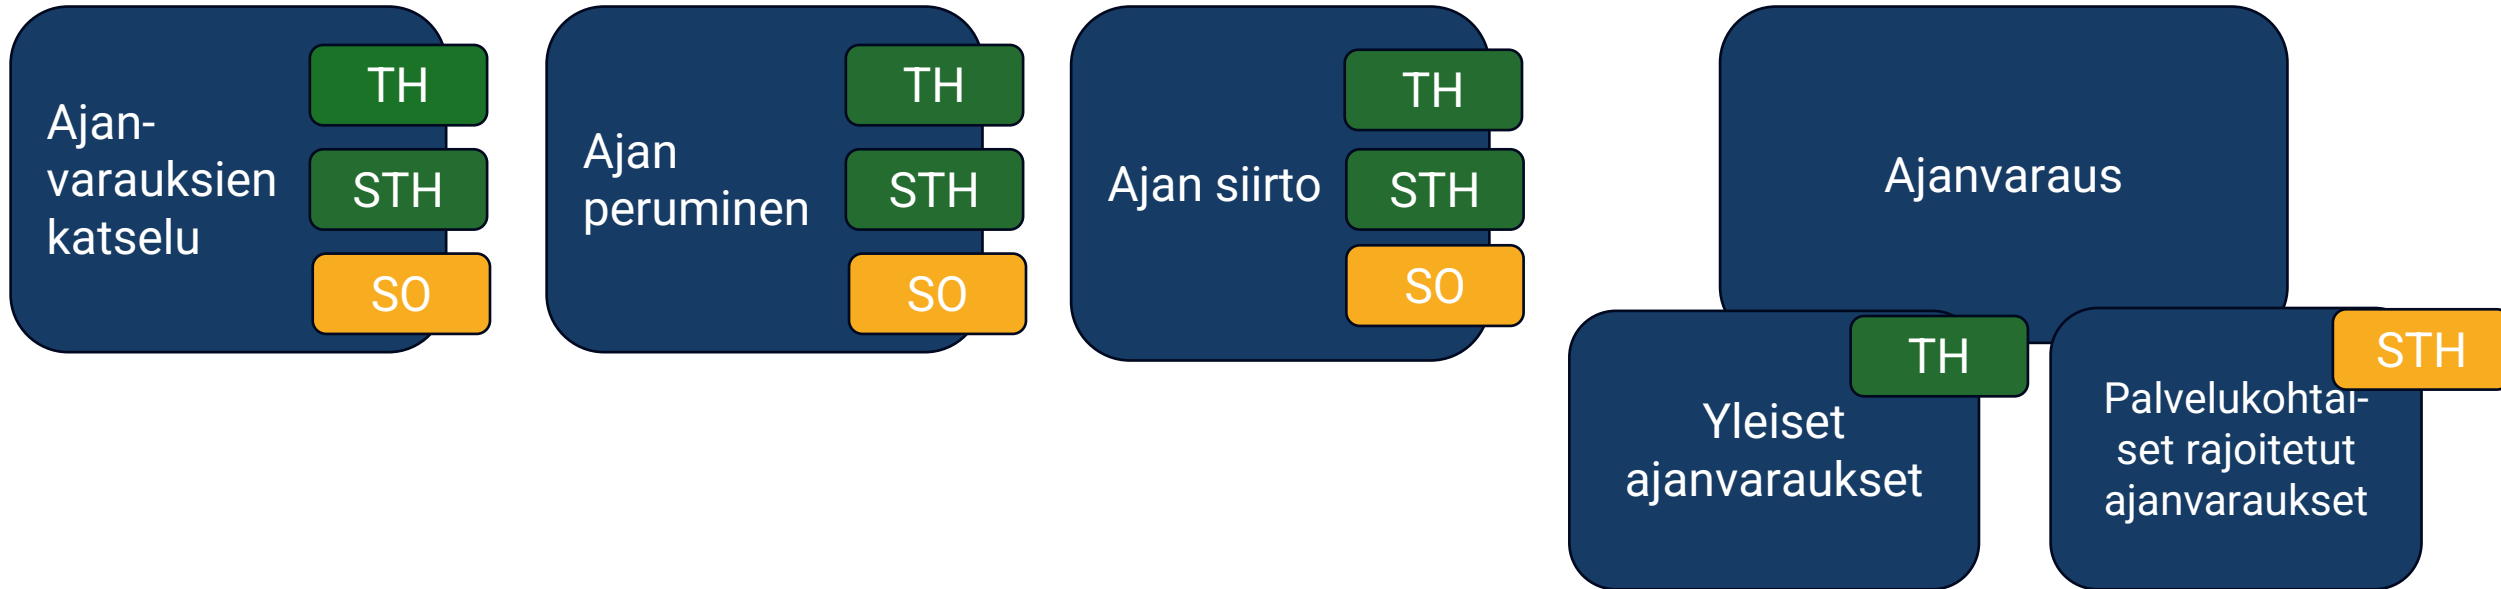 Ajan-
varauksien
katselu
TH
STH
SO
Ajan
peruminen
TH
STH
SO
Ajan siirto
TH
STH
SO
Ajanvaraus
Yleiset
ajanvaraukset
TH
Palvelukohtai-
set rajoitetut
ajanvaraukset
STH